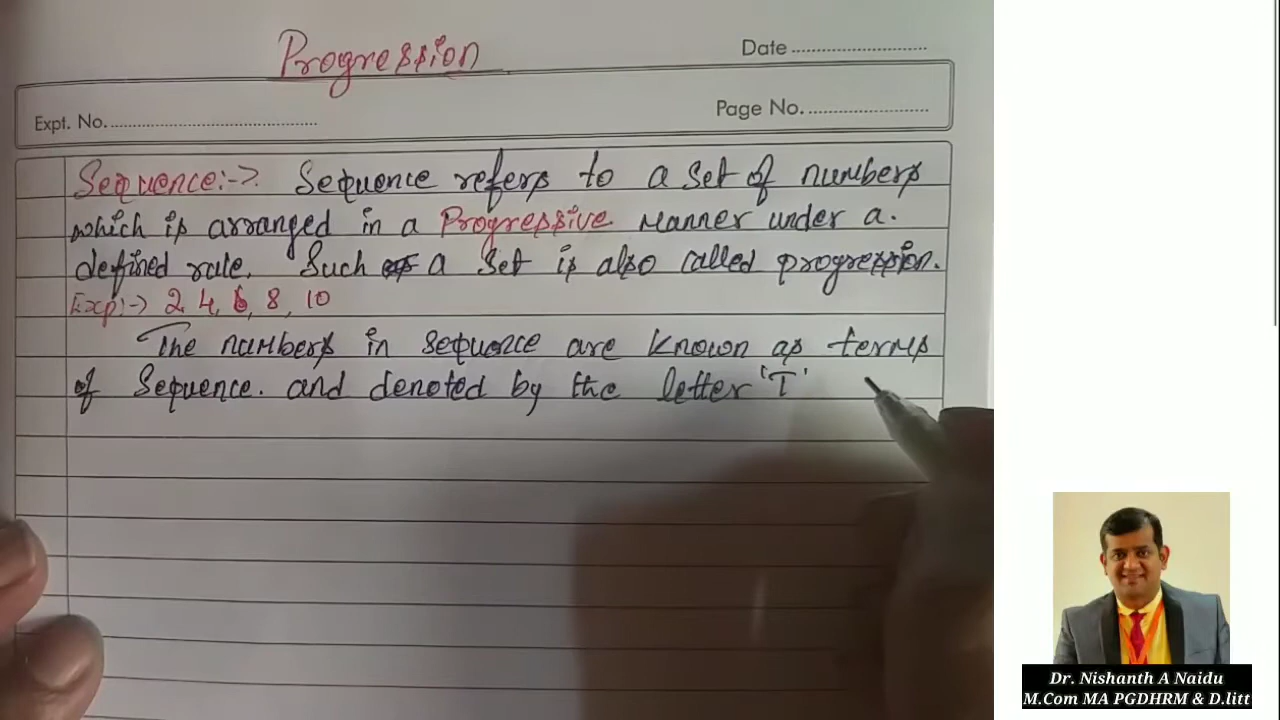 Progression
Date
Expt. No.
Page No.
Sequence:-> Sequence refers to a set of numbers
which is arranged in a Progressive manner under a.
defined rule. Such a set is also called progression.
Exp:-> 2, 4, 6, 8, 10
The numbers in sequence are known as terms
of Sequence. and denoted by the letter 'T'
Dr. Nishanth A Naidu
M.Com MA PGDHRM & D.litt